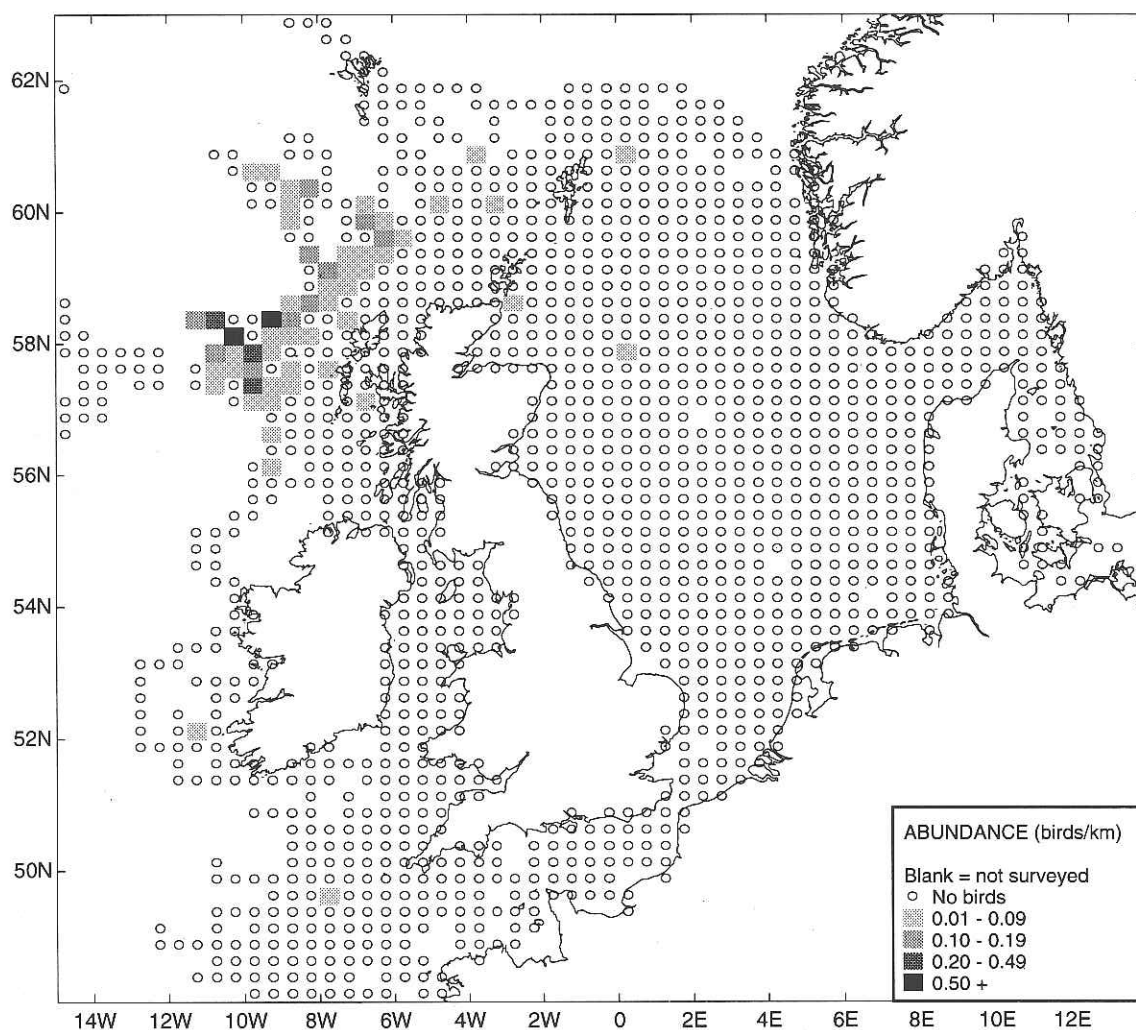 62N
60N
58N
56N
54N
52N
50N
14W 12W 10W 8W 6W 4W 2W 0 2E 4E 6E 8E 10E 12E
ABUNDANCE (birds/km)
Blank = not surveyed
No birds
0.01 - 0.09
0.10 - 0.19
0.20 - 0.49
0.50 +